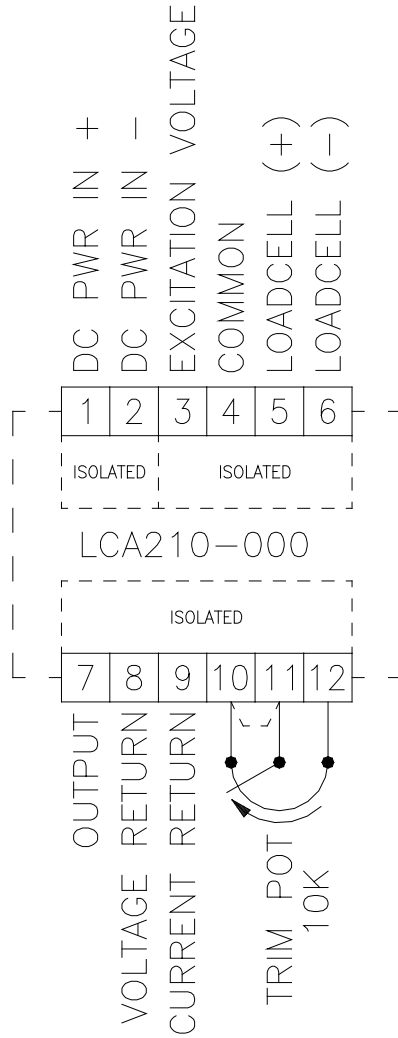 DC PWR IN +
DC PWR IN -
EXCITATION VOLTAGE
COMMON
LOADCELL (+)
LOADCELL (-)
1 2 3 4 5 6
ISOLATED ISOLATED
LCA210-000
ISOLATED
7 8 9 10 11 12
OUTPUT
VOLTAGE RETURN
CURRENT RETURN
TRIM POT
10K